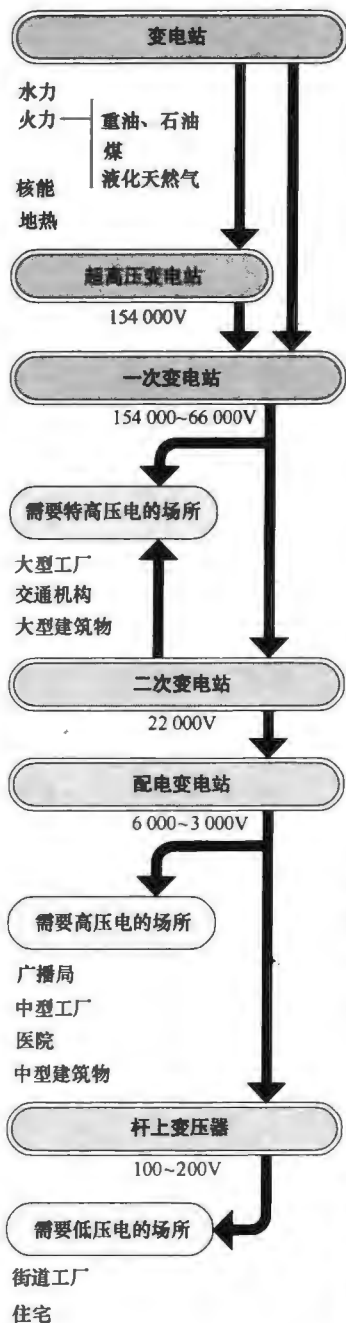 变电站
水力
火力
重油、石油
煤
液化天然气
核能
地热
超高压变电站
154 000V
一次变电站
154 000~66 000V
需要特高压电的场所
大型工厂
交通机构
大型建筑物
二次变电站
22 000V
配电变电站
6 000~3 000V
需要高压电的场所
广播局
中型工厂
医院
中型建筑物
杆上变压器
100~200V
需要低压电的场所
街道工厂
住宅